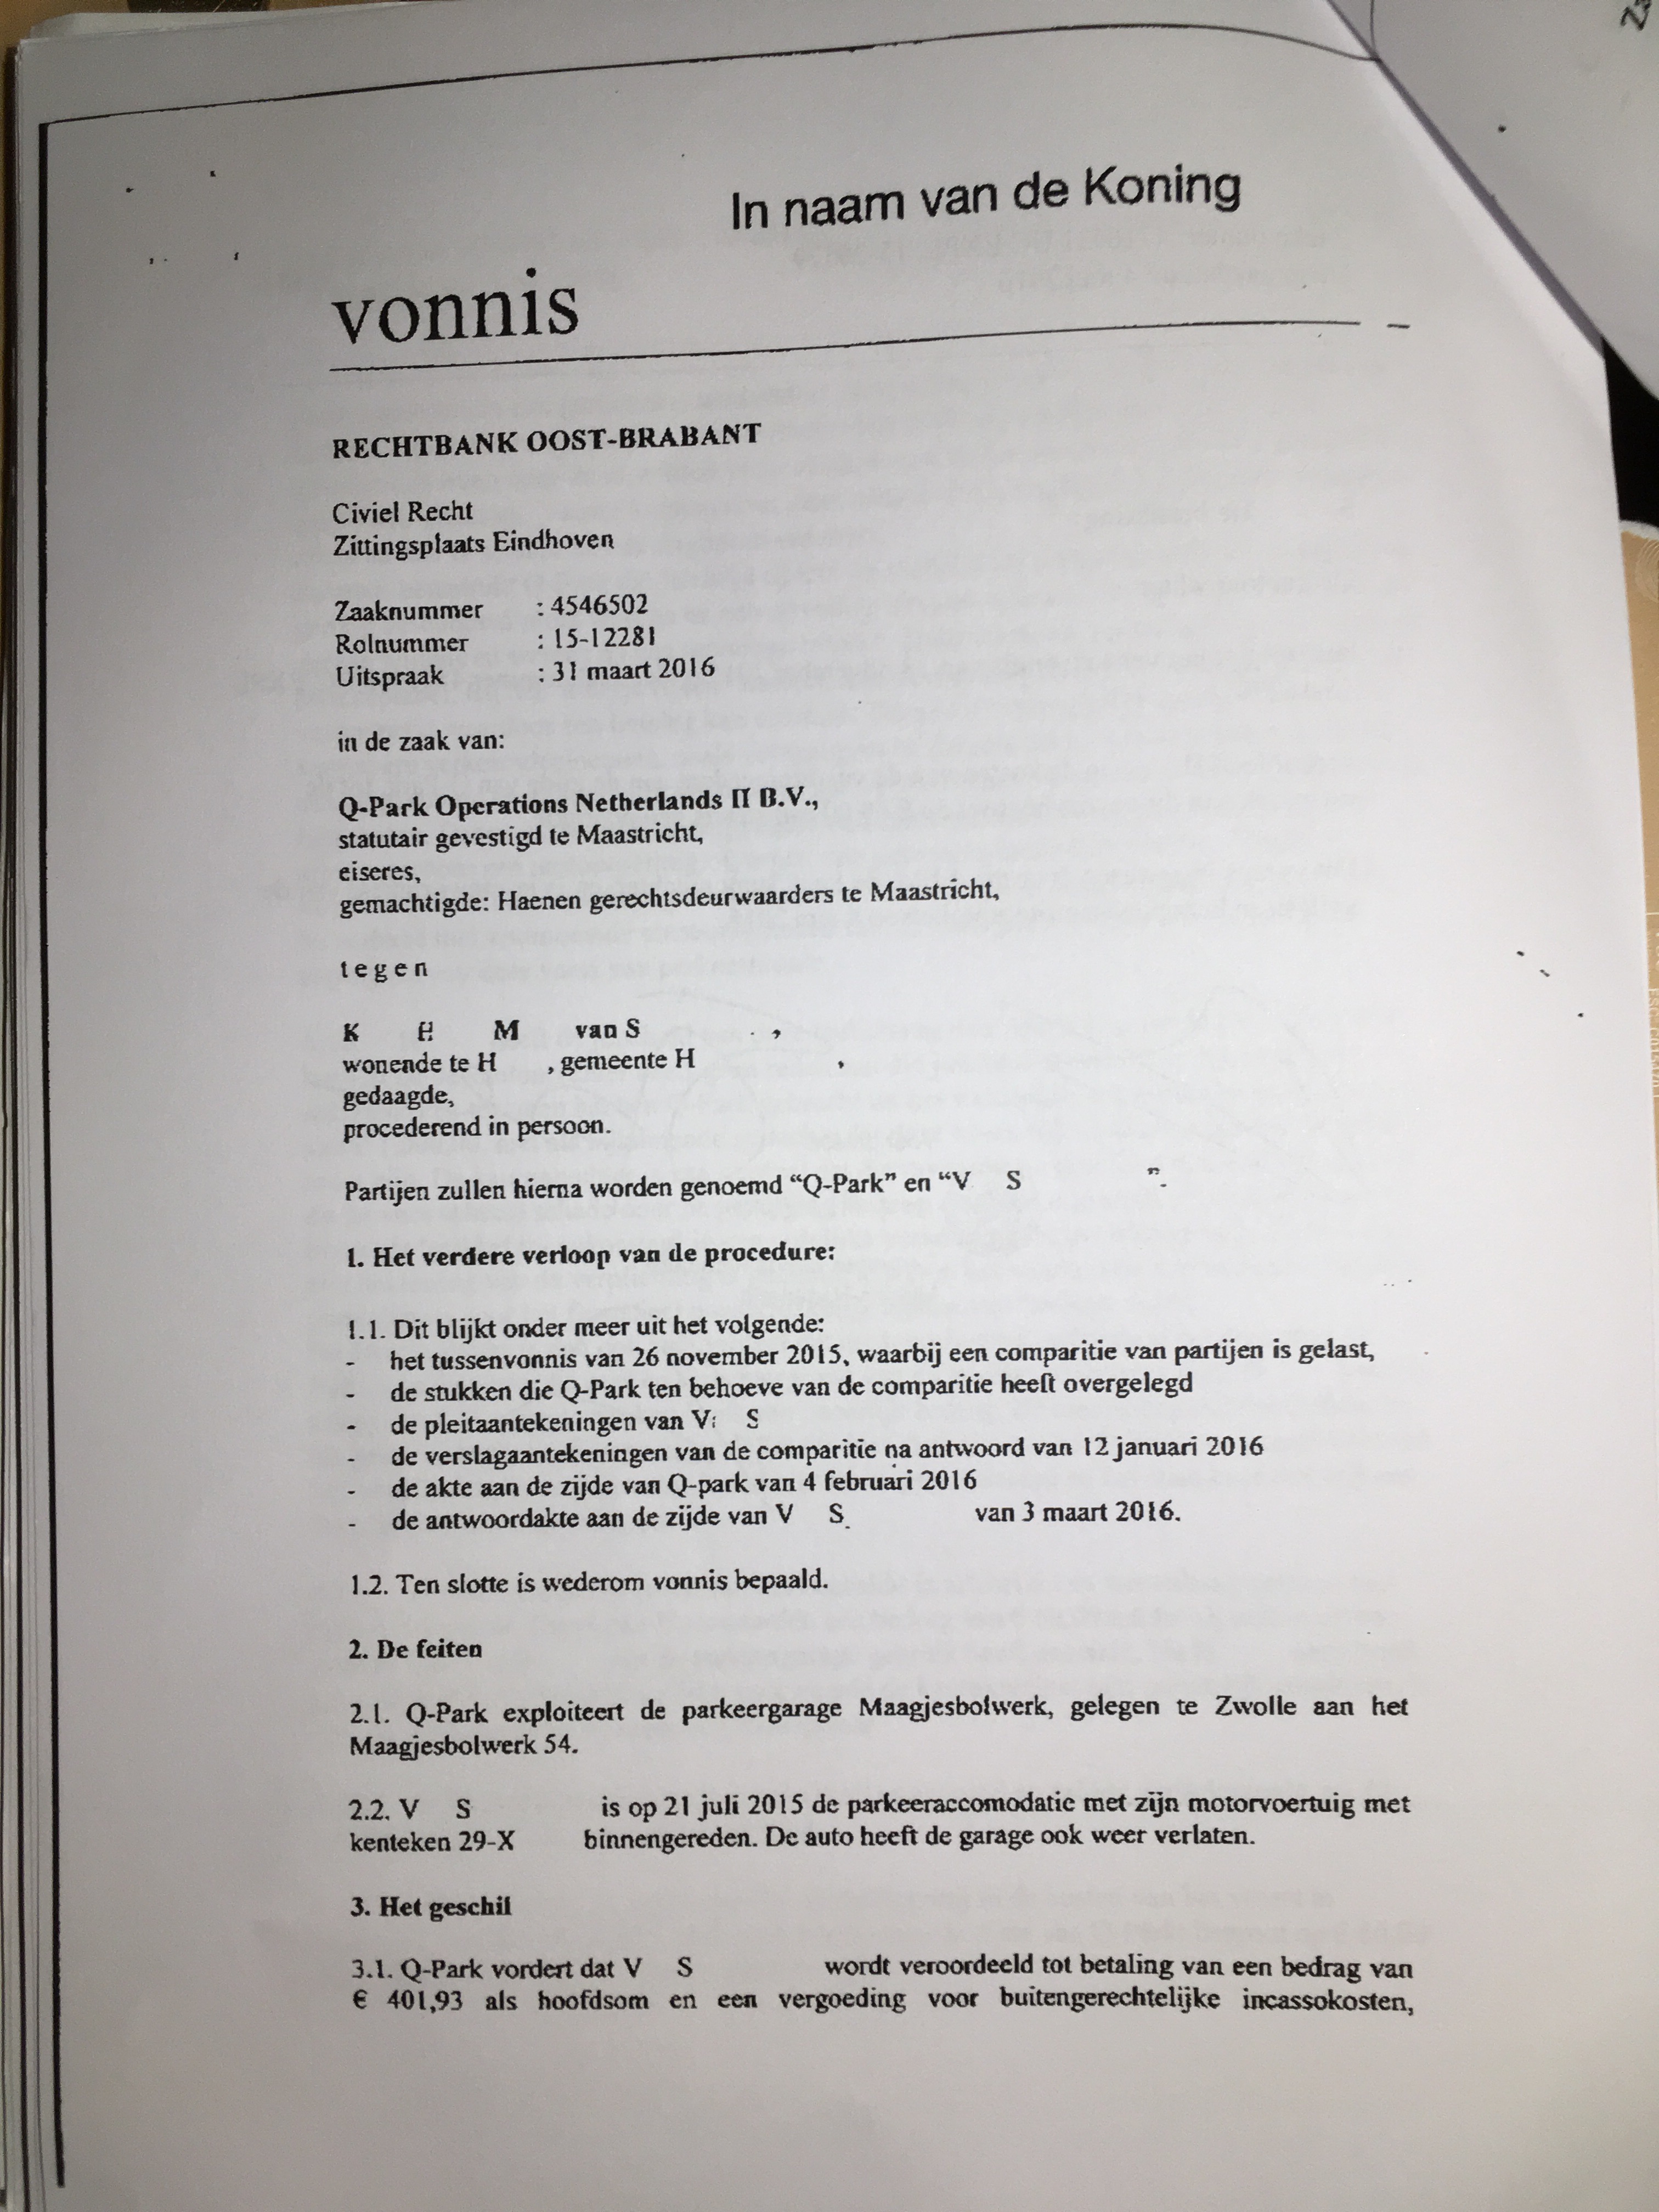 In naam van de Koning
vonnis
RECHTBANK OOST-BRABANT
Civiel Recht
Zittingsplaats Eindhoven
Zaaknummer : 4546502
Rolnummer : 15-12281
Uitspraak : 31 maart 2016
in de zaak van:
Q-Park Operations Netherlands II B.V.,
statutair gevestigd te Maastricht,
eiseres,
gemachtigde: Haenen gerechtsdeurwaarders te Maastricht,
tegen
K H M van S ,
wonende te H , gemeente H ,
gedaagde,
procederend in persoon.
Partijen zullen hierna worden genoemd “Q-Park” en “V S ”.
1. Het verdere verloop van de procedure:
1.1. Dit blijkt onder meer uit het volgende:
- het tussenvonnis van 26 november 2015, waarbij een comparitie van partijen is gelast,
- de stukken die Q-Park ten behoeve van de comparitie heeft overgelegd
- de pleitaantekeningen van V S
- de verslagaantekeningen van de comparitie na antwoord van 12 januari 2016
- de akte aan de zijde van Q-park van 4 februari 2016
- de antwoordakte aan de zijde van V S van 3 maart 2016.
1.2. Ten slotte is wederom vonnis bepaald.
2. De feiten
2.1. Q-Park exploiteert de parkeergarage Maagjesbolwerk, gelegen te Zwolle aan het
Maagjesbolwerk 54.
2.2. V S is op 21 juli 2015 de parkeeraccomodatie met zijn motorvoertuig met
kenteken 29-X binnengereden. De auto heeft de garage ook weer verlaten.
3. Het geschil
3.1. Q-Park vordert dat V S wordt veroordeeld tot betaling van een bedrag van
€ 401,93 als hoofdsom en een vergoeding voor buitengerechtelijke incassokosten,